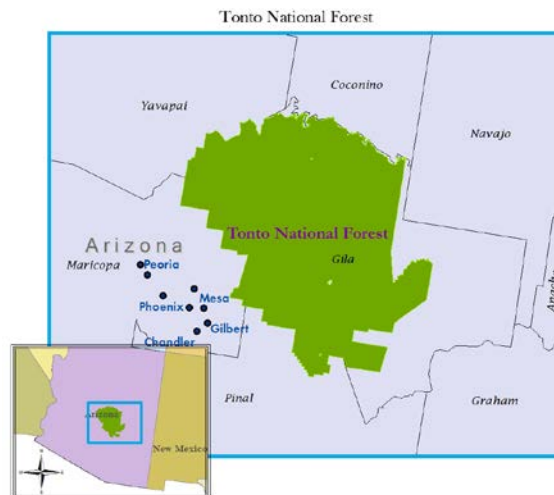 Tonto National Forest
Coconino
Yavapai
Navajo
Tonto National Forest
Arizona
Gila
Maricopa
Peoria
Phoenix
Mesa
Gilbert
Chandler
Pinal
Graham
Arizona
New Mexico